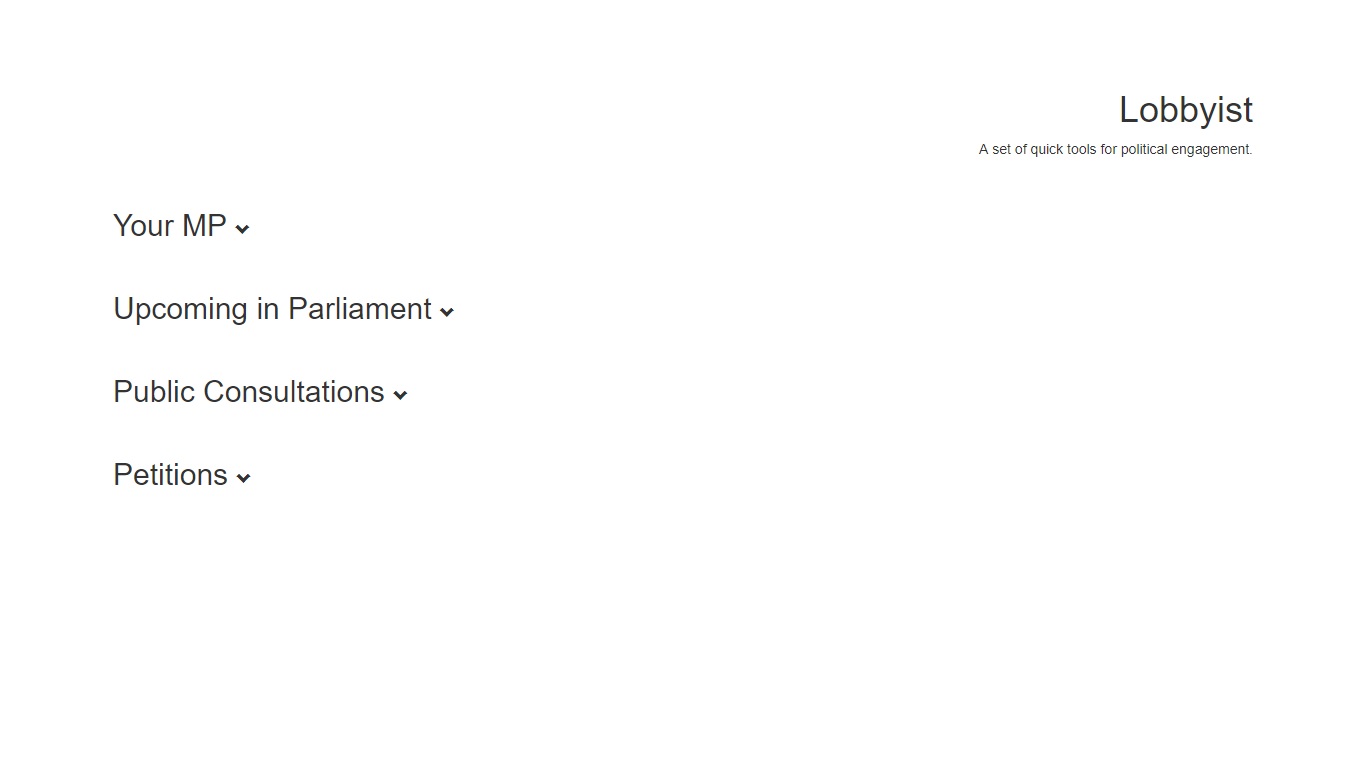 Lobbyist
A set of quick tools for political engagement.
Your MP
Upcoming in Parliament
Public Consultations
Petitions